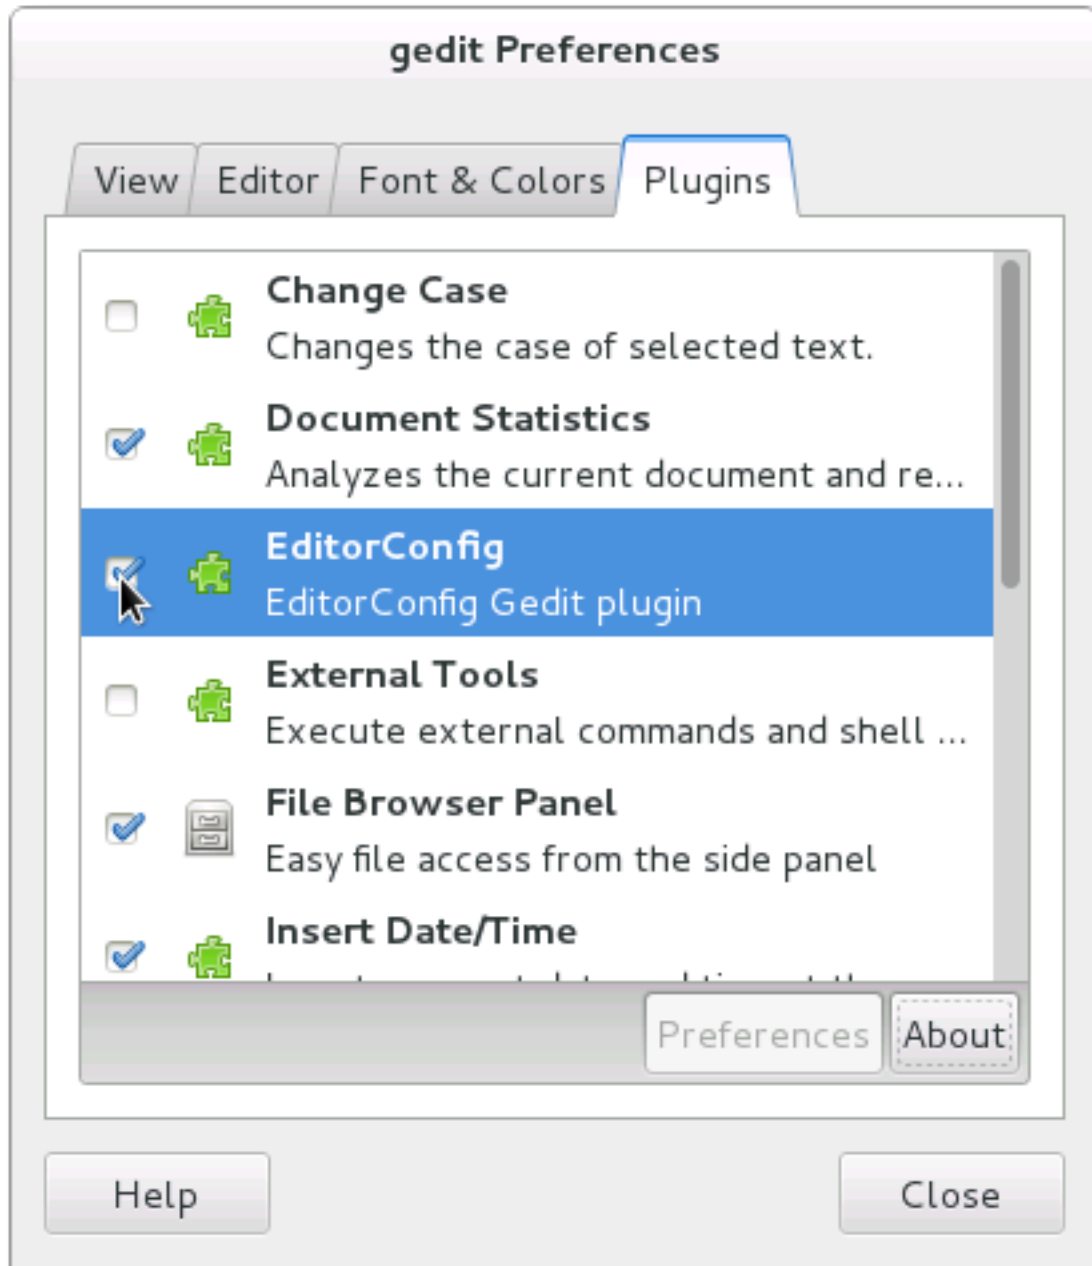 gedit Preferences
View
Editor
Font & Colors
Plugins
Change Case
Changes the case of selected text.
Document Statistics
Analyzes the current document and re...
EditorConfig
EditorConfig Gedit plugin
External Tools
Execute external commands and shell ...
File Browser Panel
Easy file access from the side panel
Insert Date/Time
Preferences
About
Help
Close